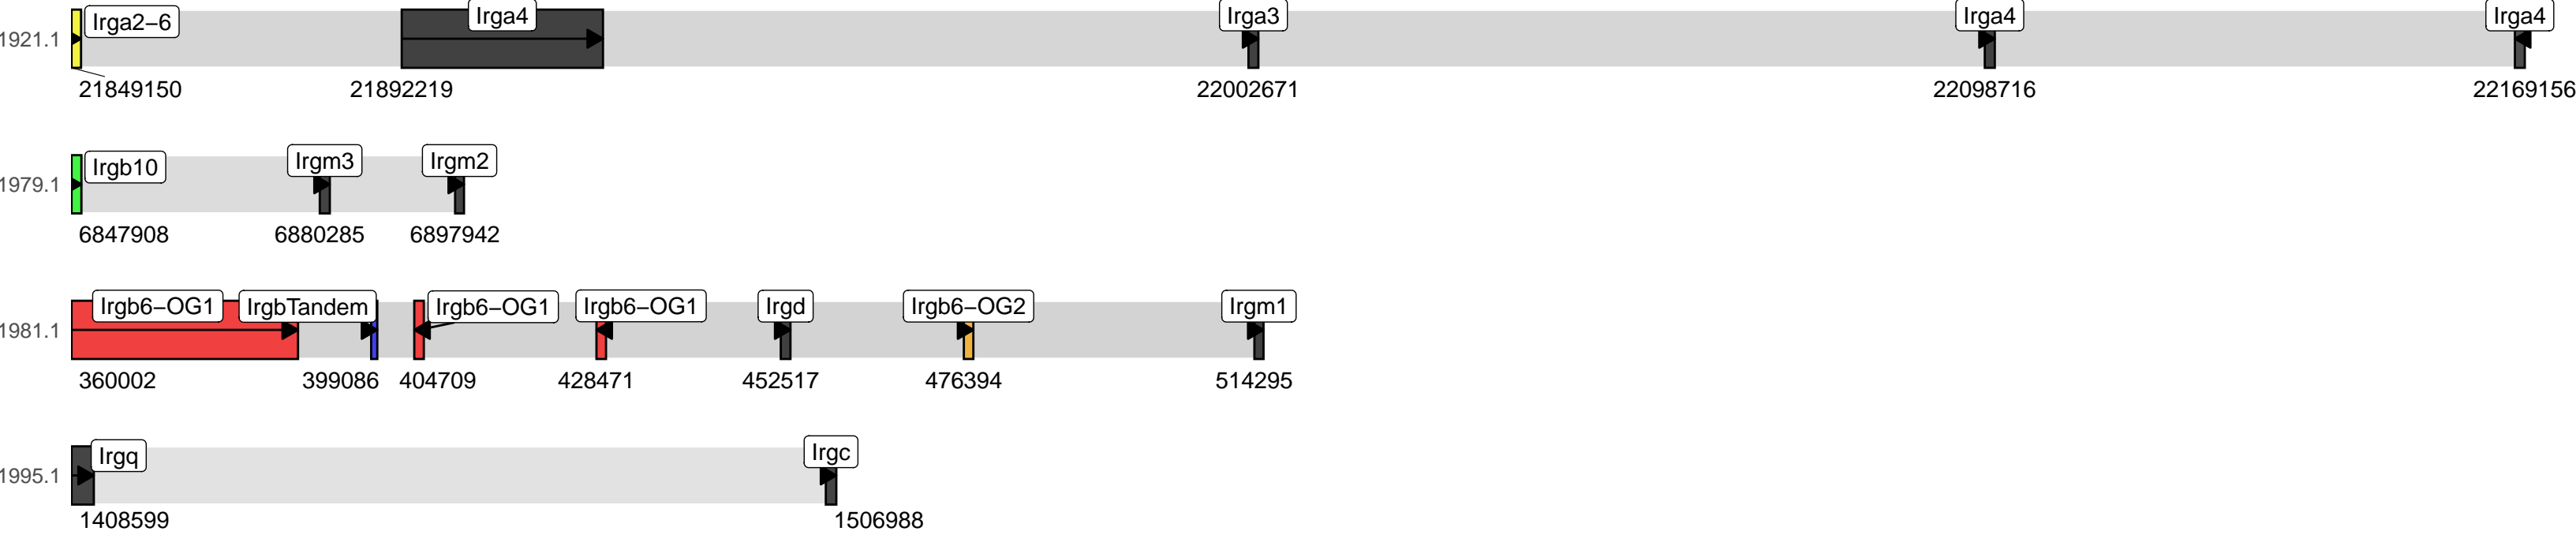 Irga2−6 Irga4 Irga3 Irga4 Irga4
1921.1
21849150 21892219 22002671 22098716 22169156
Irgb10 Irgm3 Irgm2
1979.1
6847908 6880285 6897942
Irgb6−OG1 IrgbTandem Irgb6−OG1 Irgb6−OG1 Irgd Irgb6−OG2 Irgm1
1981.1
360002 399086 404709 428471 452517 476394 514295
Irgq Irgc
1995.1
1408599 1506988